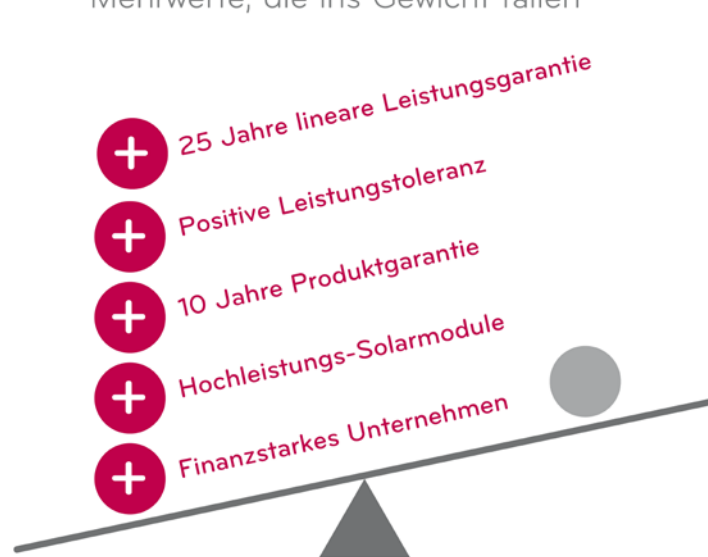 Mehrwerte, die ins Gewicht fallen
25 Jahre lineare Leistungsgarantie
Positive Leistungstoleranz
10 Jahre Produktgarantie
Hochleistungs-Solarmodule
Finanzstarkes Unternehmen